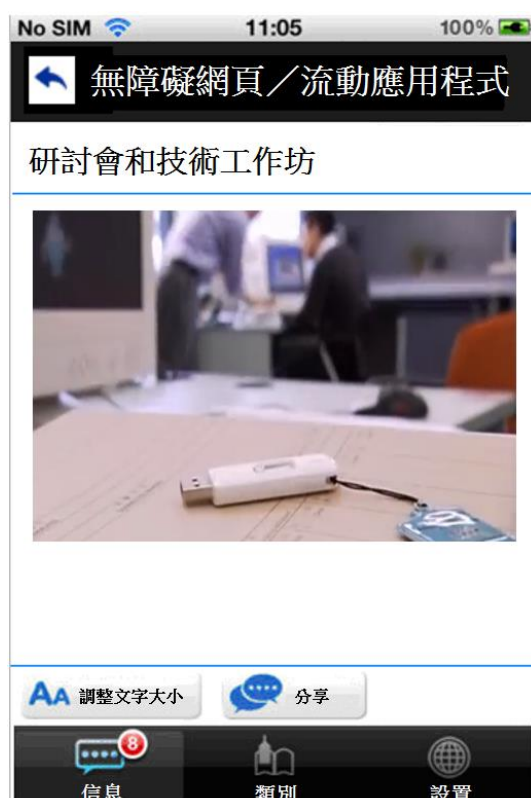 No SIM 11:05 100%
無障礙網頁／流動應用程式
研討會和技術工作坊
AA 調整文字大小 分享
8
信息 類別 設置